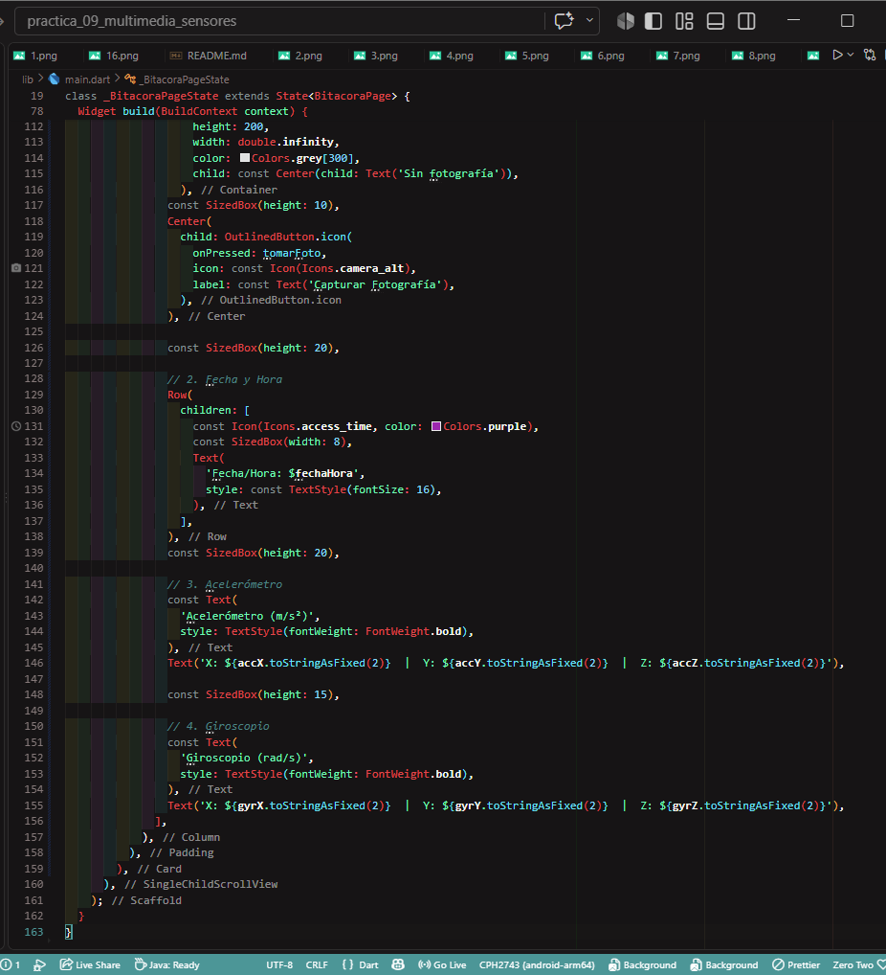 practica_09_multimedia_sensores
1.png 16.png README.md 2.png 3.png 4.png 5.png 6.png 7.png 8.png
lib > main.dart > _BitacoraPageState
19 class _BitacoraPageState extends State<BitacoraPage> {
78 Widget build(BuildContext context) {
112 height: 200,
113 width: double.infinity,
114 color: Colors.grey[300],
115 child: const Center(child: Text('Sin fotografía')),
116 ), // Container
117 const SizedBox(height: 10),
118 Center(
119 child: OutlinedButton.icon(
120 onPressed: tomarFoto,
121 icon: const Icon(Icons.camera_alt),
122 label: const Text('Capturar Fotografía'),
123 ), // OutlinedButton.icon
124 ), // Center
125
126 const SizedBox(height: 20),
127
128 // 2. Fecha y Hora
129 Row(
130 children: [
131 const Icon(Icons.access_time, color: Colors.purple),
132 const SizedBox(width: 8),
133 Text(
134 'Fecha/Hora: $fechaHora',
135 style: const TextStyle(fontSize: 16),
136 ), // Text
137 ],
138 ), // Row
139 const SizedBox(height: 20),
140
141 // 3. Acelerómetro
142 const Text(
143 'Acelerómetro (m/s²)',
144 style: TextStyle(fontWeight: FontWeight.bold),
145 ), // Text
146 Text('X: ${accX.toStringAsFixed(2)} | Y: ${accY.toStringAsFixed(2)} | Z: ${accZ.toStringAsFixed(2)}'),
147
148 const SizedBox(height: 15),
149
150 // 4. Giroscopio
151 const Text(
152 'Giroscopio (rad/s)',
153 style: TextStyle(fontWeight: FontWeight.bold),
154 ), // Text
155 Text('X: ${gyrX.toStringAsFixed(2)} | Y: ${gyrY.toStringAsFixed(2)} | Z: ${gyrZ.toStringAsFixed(2)}'),
156 ],
157 ), // Column
158 ), // Padding
159 ), // Card
160 ), // SingleChildScrollView
161 ); // Scaffold
162 }
163 }
1 Live Share Java: Ready UTF-8 CRLF {} Dart Go Live CPH2743 (android-arm64) Background Background Prettier Zero Two